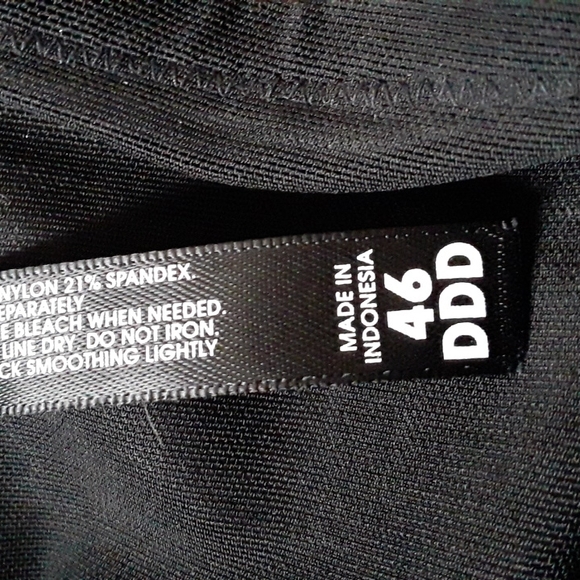 NYLON 21% SPANDEX.
EPARATELY
E BLEACH WHEN NEEDED.
LINE DRY. DO NOT IRON.
CK SMOOTHING LIGHTLY
MADE IN
INDONESIA
46
DDD